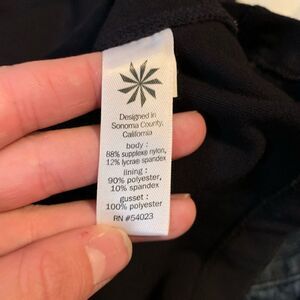 Designed in
Sonoma County,
California
body :
88% supplexe nylon,
12% lycrae spandex
lining :
90% polyester,
10% spandex
gusset :
100% polyester
RN #54023